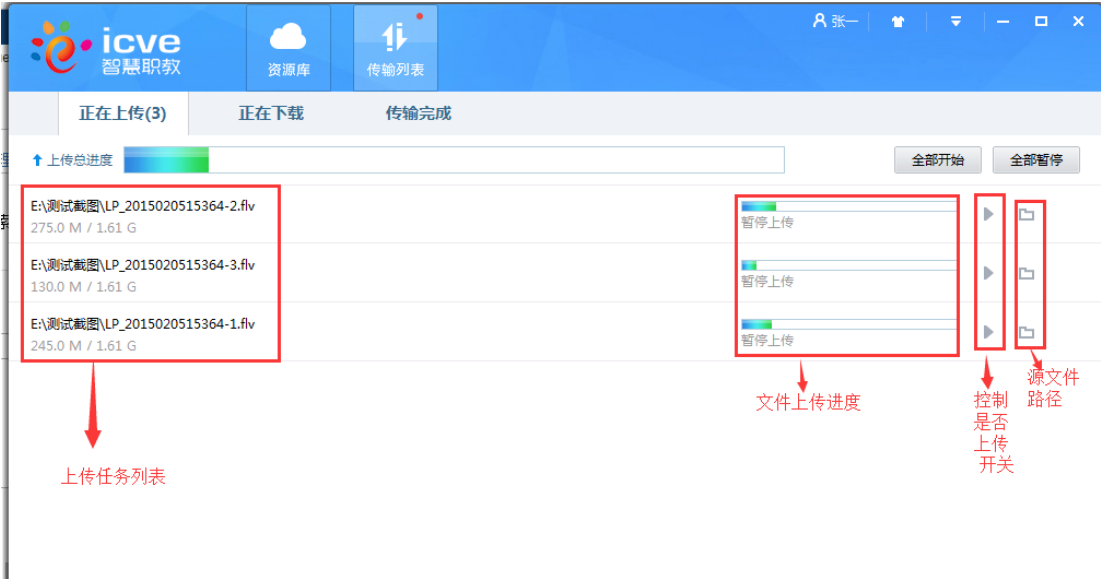 icve
智慧职教
资源库
传输列表
张一
正在上传(3)
正在下载
传输完成
上传总进度
全部开始
全部暂停
E:\测试截图\LP_2015020515364-2.flv
275.0 M / 1.61 G
暂停上传
E:\测试截图\LP_2015020515364-3.flv
130.0 M / 1.61 G
暂停上传
E:\测试截图\LP_2015020515364-1.flv
245.0 M / 1.61 G
暂停上传
上传任务列表
文件上传进度
控制
是否
上传
开关
源文件
路径